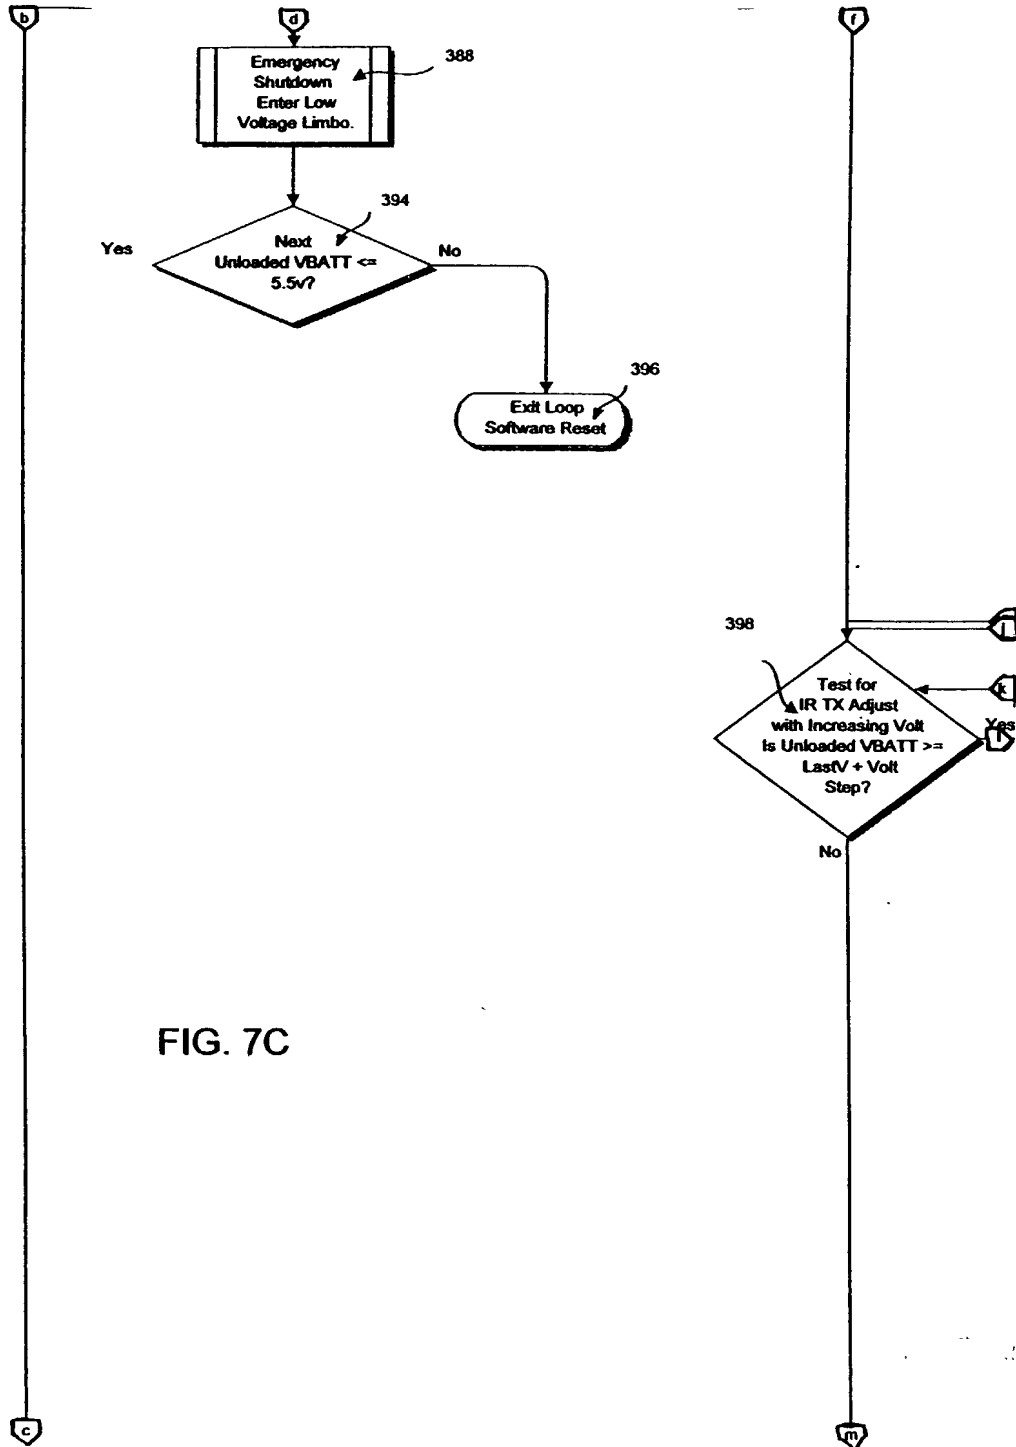 b
d
f
388
Emergency
Shutdown
Enter Low
Voltage Limbo.
394
Yes
Next
Unloaded VBATT <=
5.5v?
No
396
Exit Loop
Software Reset
398
j
k
Test for
IR TX Adjust
with Increasing Volt
Is Unloaded VBATT >=
LastV + Volt
Step?
Yes
l
No
FIG. 7C
c
m